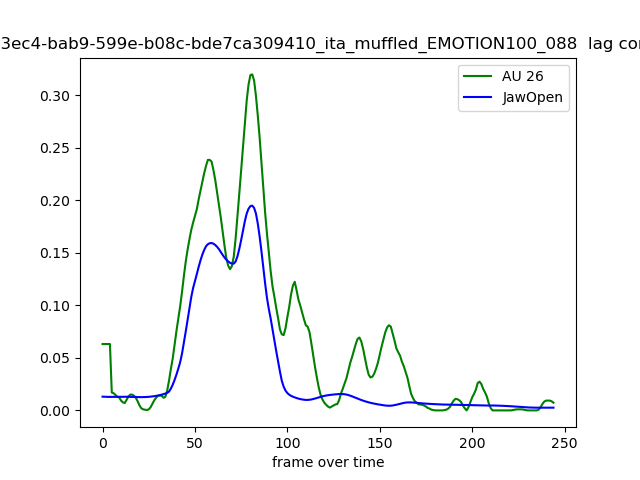 3ec4-bab9-599e-b08c-bde7ca309410_ita_muffled_EMOTION100_088 lag
AU 26
JawOpen
0.30
0.25
0.20
0.15
0.10
0.05
0.00
0 50 100 150 200 250
frame over time